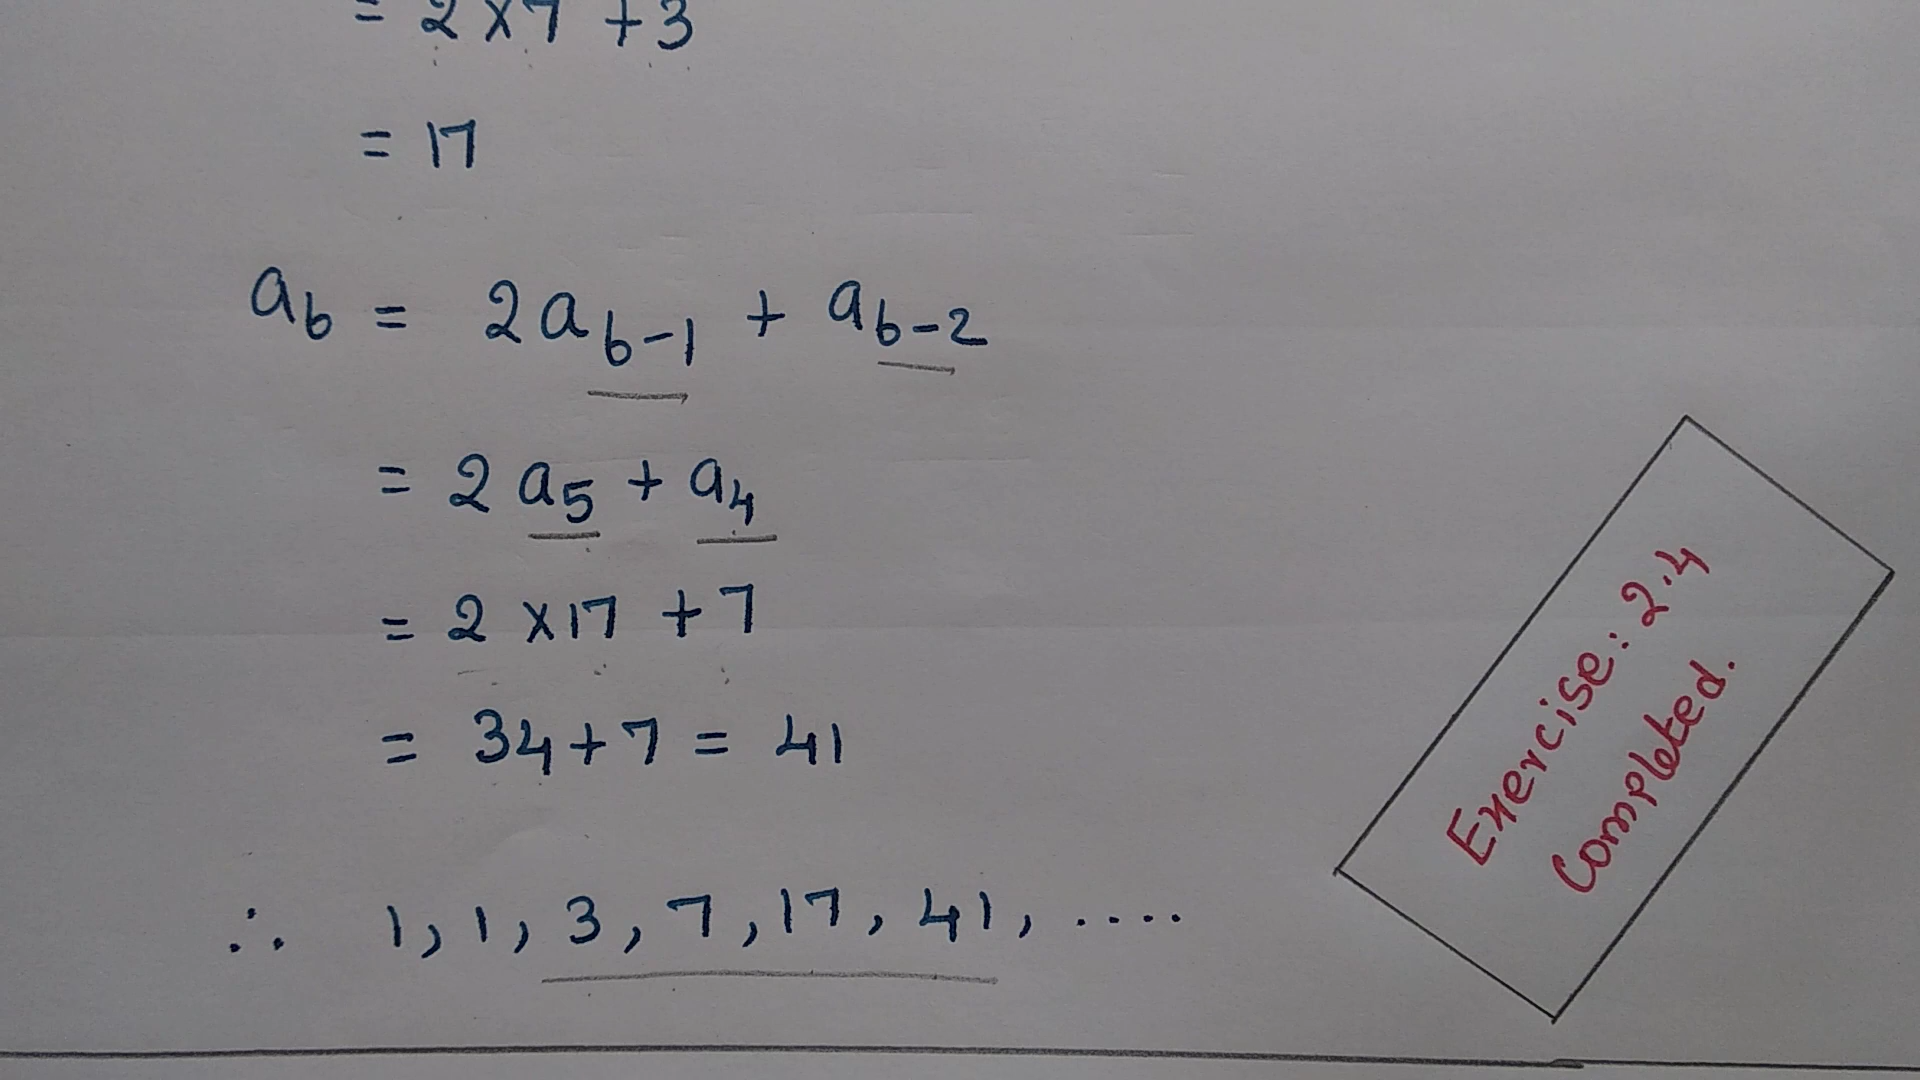 = 2 × 7 + 3
= 17
a₆ = 2a₆₋₁ + a₆₋₂
= 2 a₅ + a₄
= 2 × 17 + 7
= 34 + 7 = 41
∴ 1, 1, 3, 7, 17, 41, ....
Exercise: 2.4
Completed.